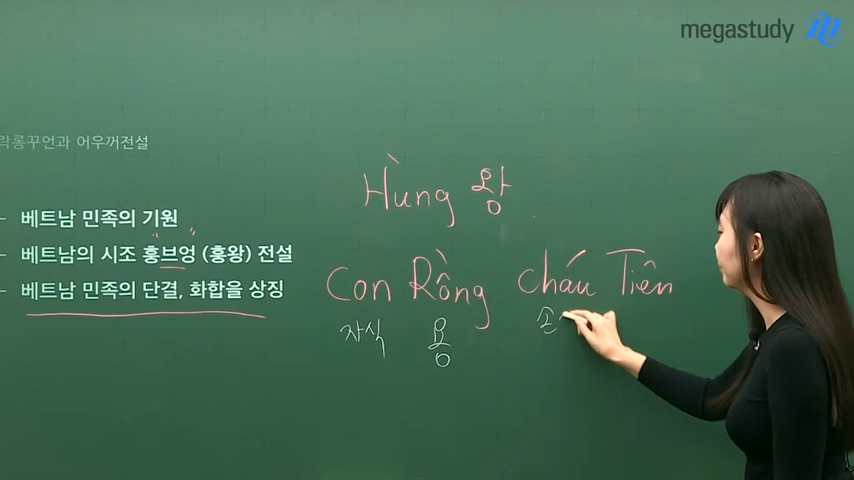 megastudy
락롱꾸언과 어우꺼전설
- 베트남 민족의 기원
- 베트남의 시조 훙브엉 (훙왕) 전설
- 베트남 민족의 단결, 화합을 상징
Hùng 왕
Con Rồng cháu Tiên
자식 용 손